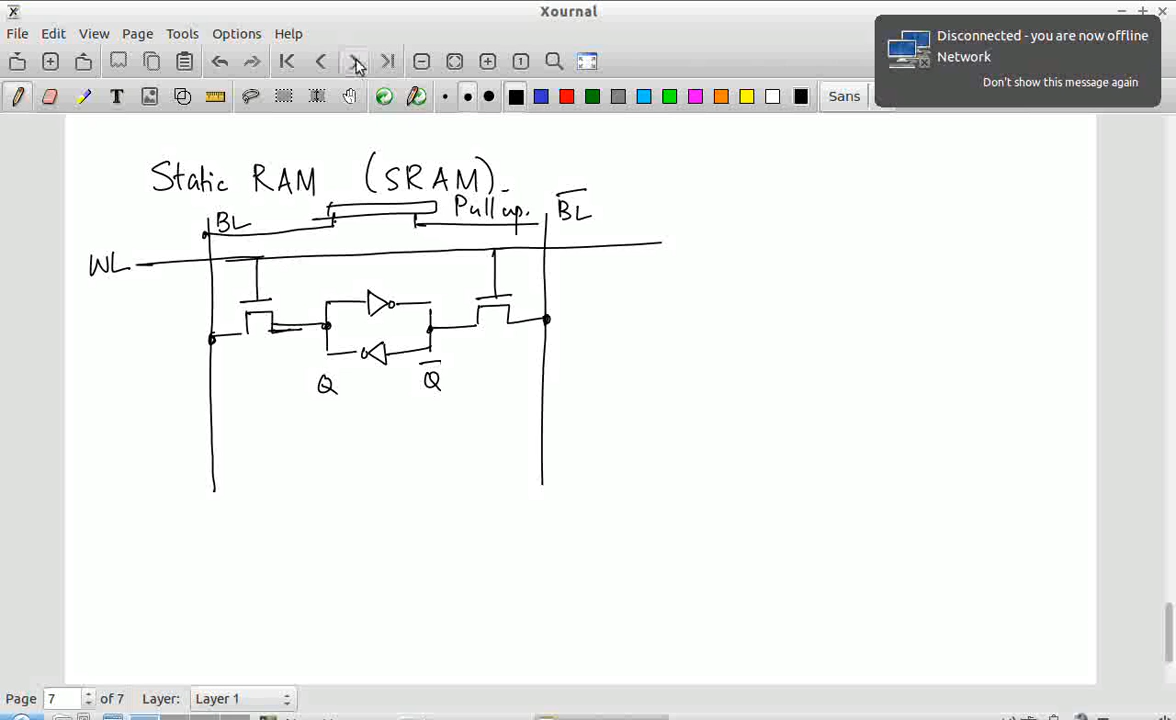 Xournal
File Edit View Page Tools Options Help
Disconnected - you are now offline
Network
Don't show this message again
Sans
Static RAM (SRAM).
BL Pull up. B̅L̅
WL
Q Q̅
Page 7 of 7 Layer: Layer 1